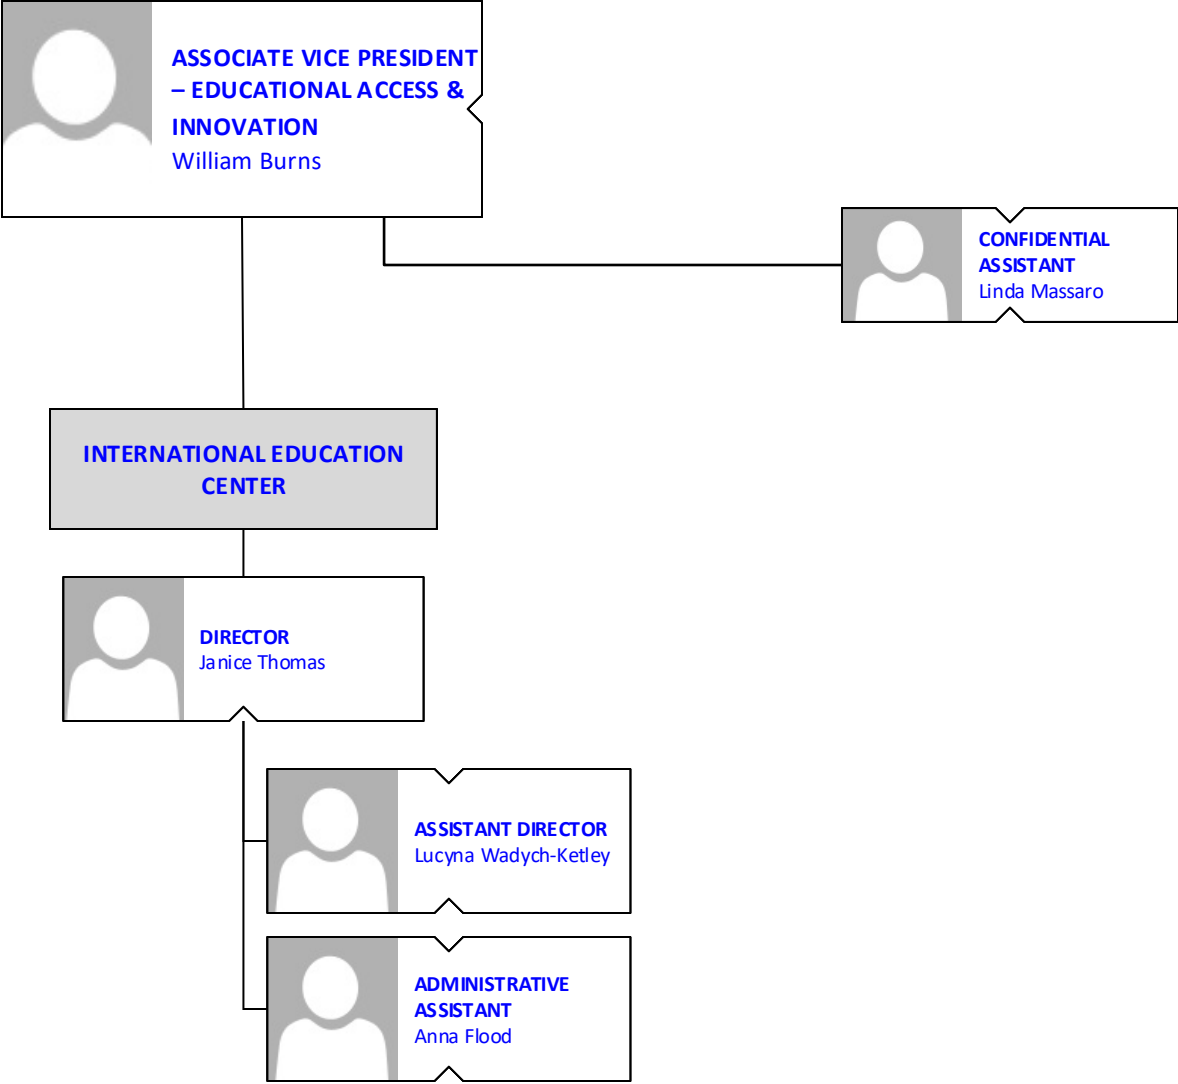 ASSOCIATE VICE PRESIDENT
– EDUCATIONAL ACCESS &
INNOVATION
William Burns
CONFIDENTIAL
ASSISTANT
Linda Massaro
INTERNATIONAL EDUCATION
CENTER
DIRECTOR
Janice Thomas
ASSISTANT DIRECTOR
Lucyna Wadych-Ketley
ADMINISTRATIVE
ASSISTANT
Anna Flood